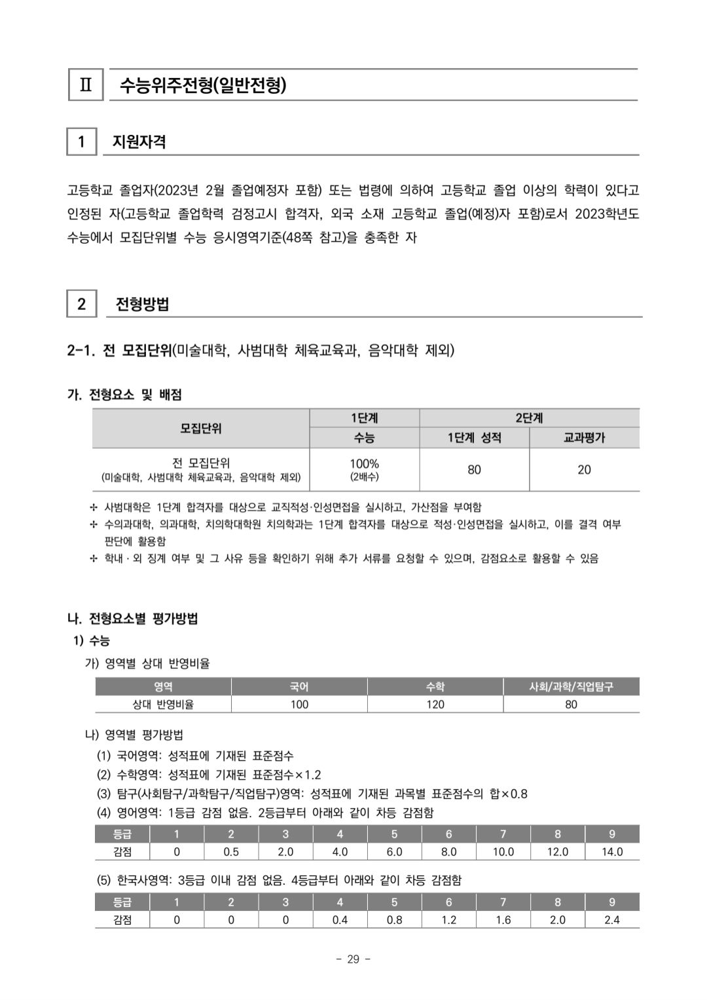 Ⅱ 수능위주전형(일반전형)
1 지원자격
고등학교 졸업자(2023년 2월 졸업예정자 포함) 또는 법령에 의하여 고등학교 졸업 이상의 학력이 있다고
인정된 자(고등학교 졸업학력 검정고시 합격자, 외국 소재 고등학교 졸업(예정)자 포함)로서 2023학년도
수능에서 모집단위별 수능 응시영역기준(48쪽 참고)을 충족한 자
2 전형방법
2-1. 전 모집단위(미술대학, 사범대학 체육교육과, 음악대학 제외)
가. 전형요소 및 배점
모집단위 1단계 2단계
수능 1단계 성적 교과평가
전 모집단위 100% 80 20
(미술대학, 사범대학 체육교육과, 음악대학 제외) (2배수)
✢ 사범대학은 1단계 합격자를 대상으로 교직적성·인성면접을 실시하고, 가산점을 부여함
✢ 수의과대학, 의과대학, 치의학대학원 치의학과는 1단계 합격자를 대상으로 적성·인성면접을 실시하고, 이를 결격 여부
판단에 활용함
✢ 학내·외 징계 여부 및 그 사유 등을 확인하기 위해 추가 서류를 요청할 수 있으며, 감점요소로 활용할 수 있음
나. 전형요소별 평가방법
1) 수능
가) 영역별 상대 반영비율
영역 국어 수학 사회/과학/직업탐구
상대 반영비율 100 120 80
나) 영역별 평가방법
(1) 국어영역: 성적표에 기재된 표준점수
(2) 수학영역: 성적표에 기재된 표준점수×1.2
(3) 탐구(사회탐구/과학탐구/직업탐구)영역: 성적표에 기재된 과목별 표준점수의 합×0.8
(4) 영어영역: 1등급 감점 없음. 2등급부터 아래와 같이 차등 감점함
등급 1 2 3 4 5 6 7 8 9
감점 0 0.5 2.0 4.0 6.0 8.0 10.0 12.0 14.0
(5) 한국사영역: 3등급 이내 감점 없음. 4등급부터 아래와 같이 차등 감점함
등급 1 2 3 4 5 6 7 8 9
감점 0 0 0 0.4 0.8 1.2 1.6 2.0 2.4
- 29 -